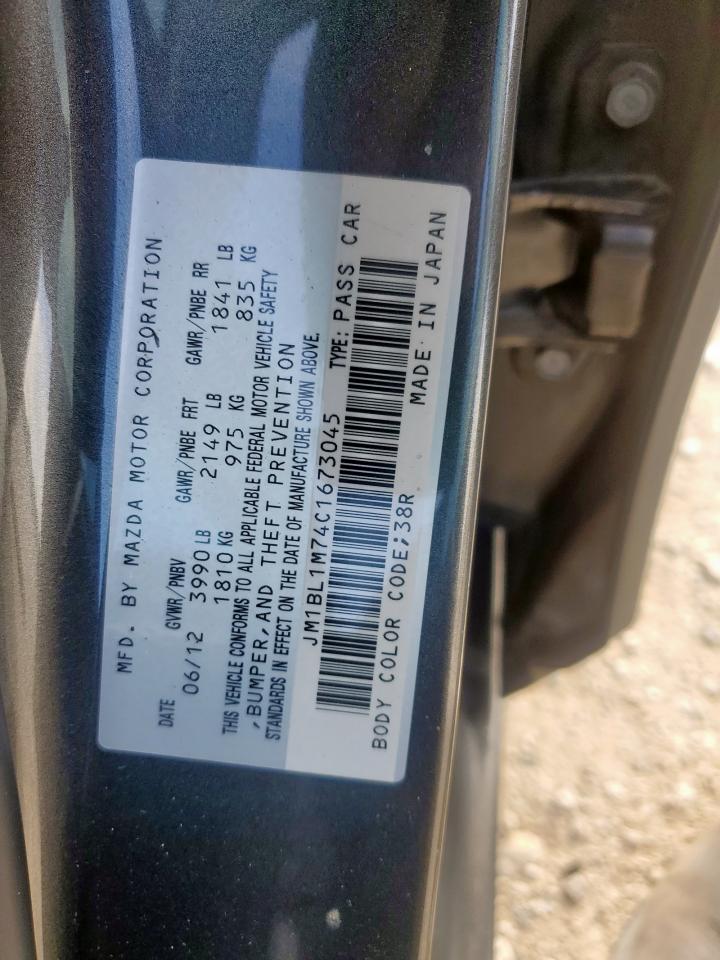 MFD. BY MAZDA MOTOR CORPORATION
DATE GVWR/PNBV GAWR/PNBE FRT GAWR/PNBE RR
06/12 3990 LB 2149 LB 1841 LB
1810 KG 975 KG 835 KG
THIS VEHICLE CONFORMS TO ALL APPLICABLE FEDERAL MOTOR VEHICLE SAFETY
,BUMPER,AND THEFT PREVENTION
STANDARDS IN EFFECT ON THE DATE OF MANUFACTURE SHOWN ABOVE.
JM1BL1M74C1673045 TYPE:PASS CAR
BODY COLOR CODE;38R MADE IN JAPAN